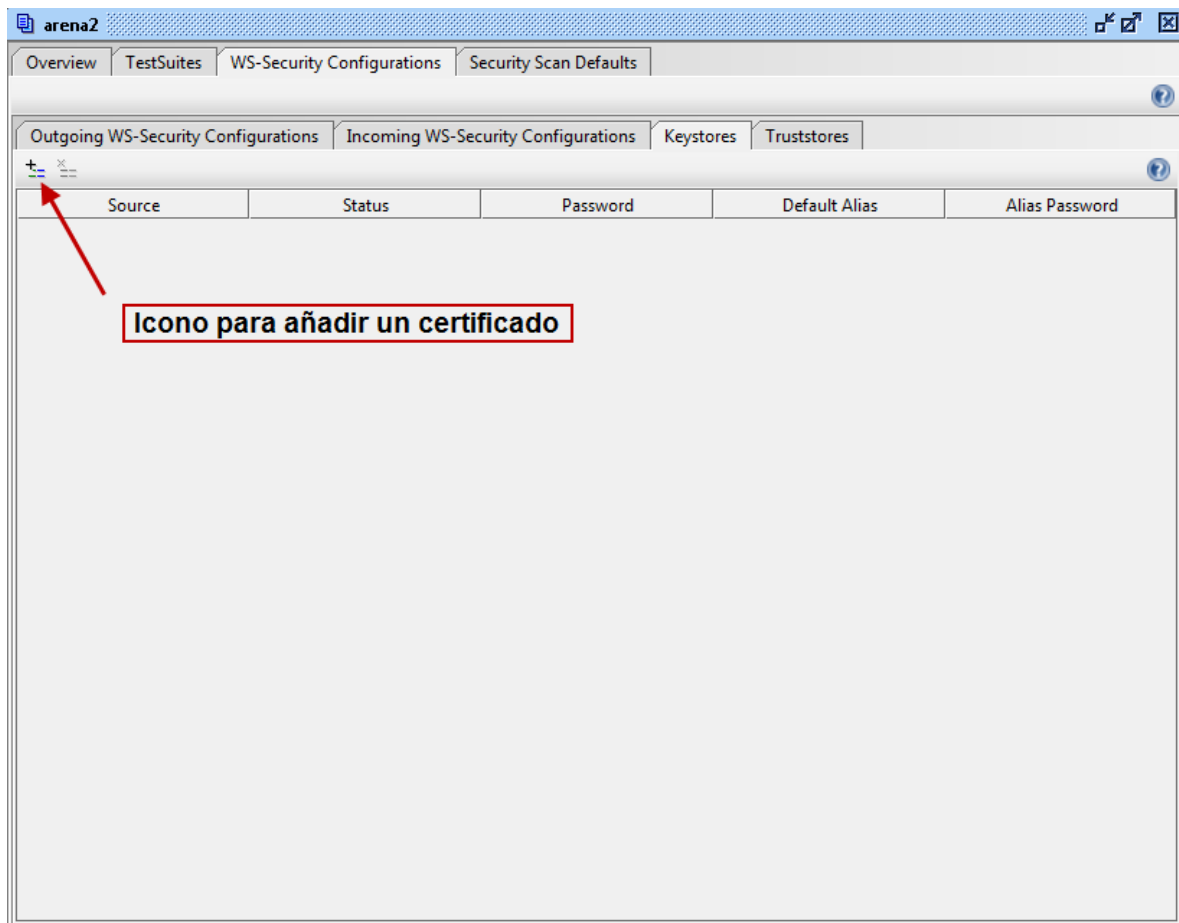 arena2
Overview TestSuites WS-Security Configurations Security Scan Defaults
Outgoing WS-Security Configurations Incoming WS-Security Configurations Keystores Truststores
Source Status Password Default Alias Alias Password
Icono para añadir un certificado